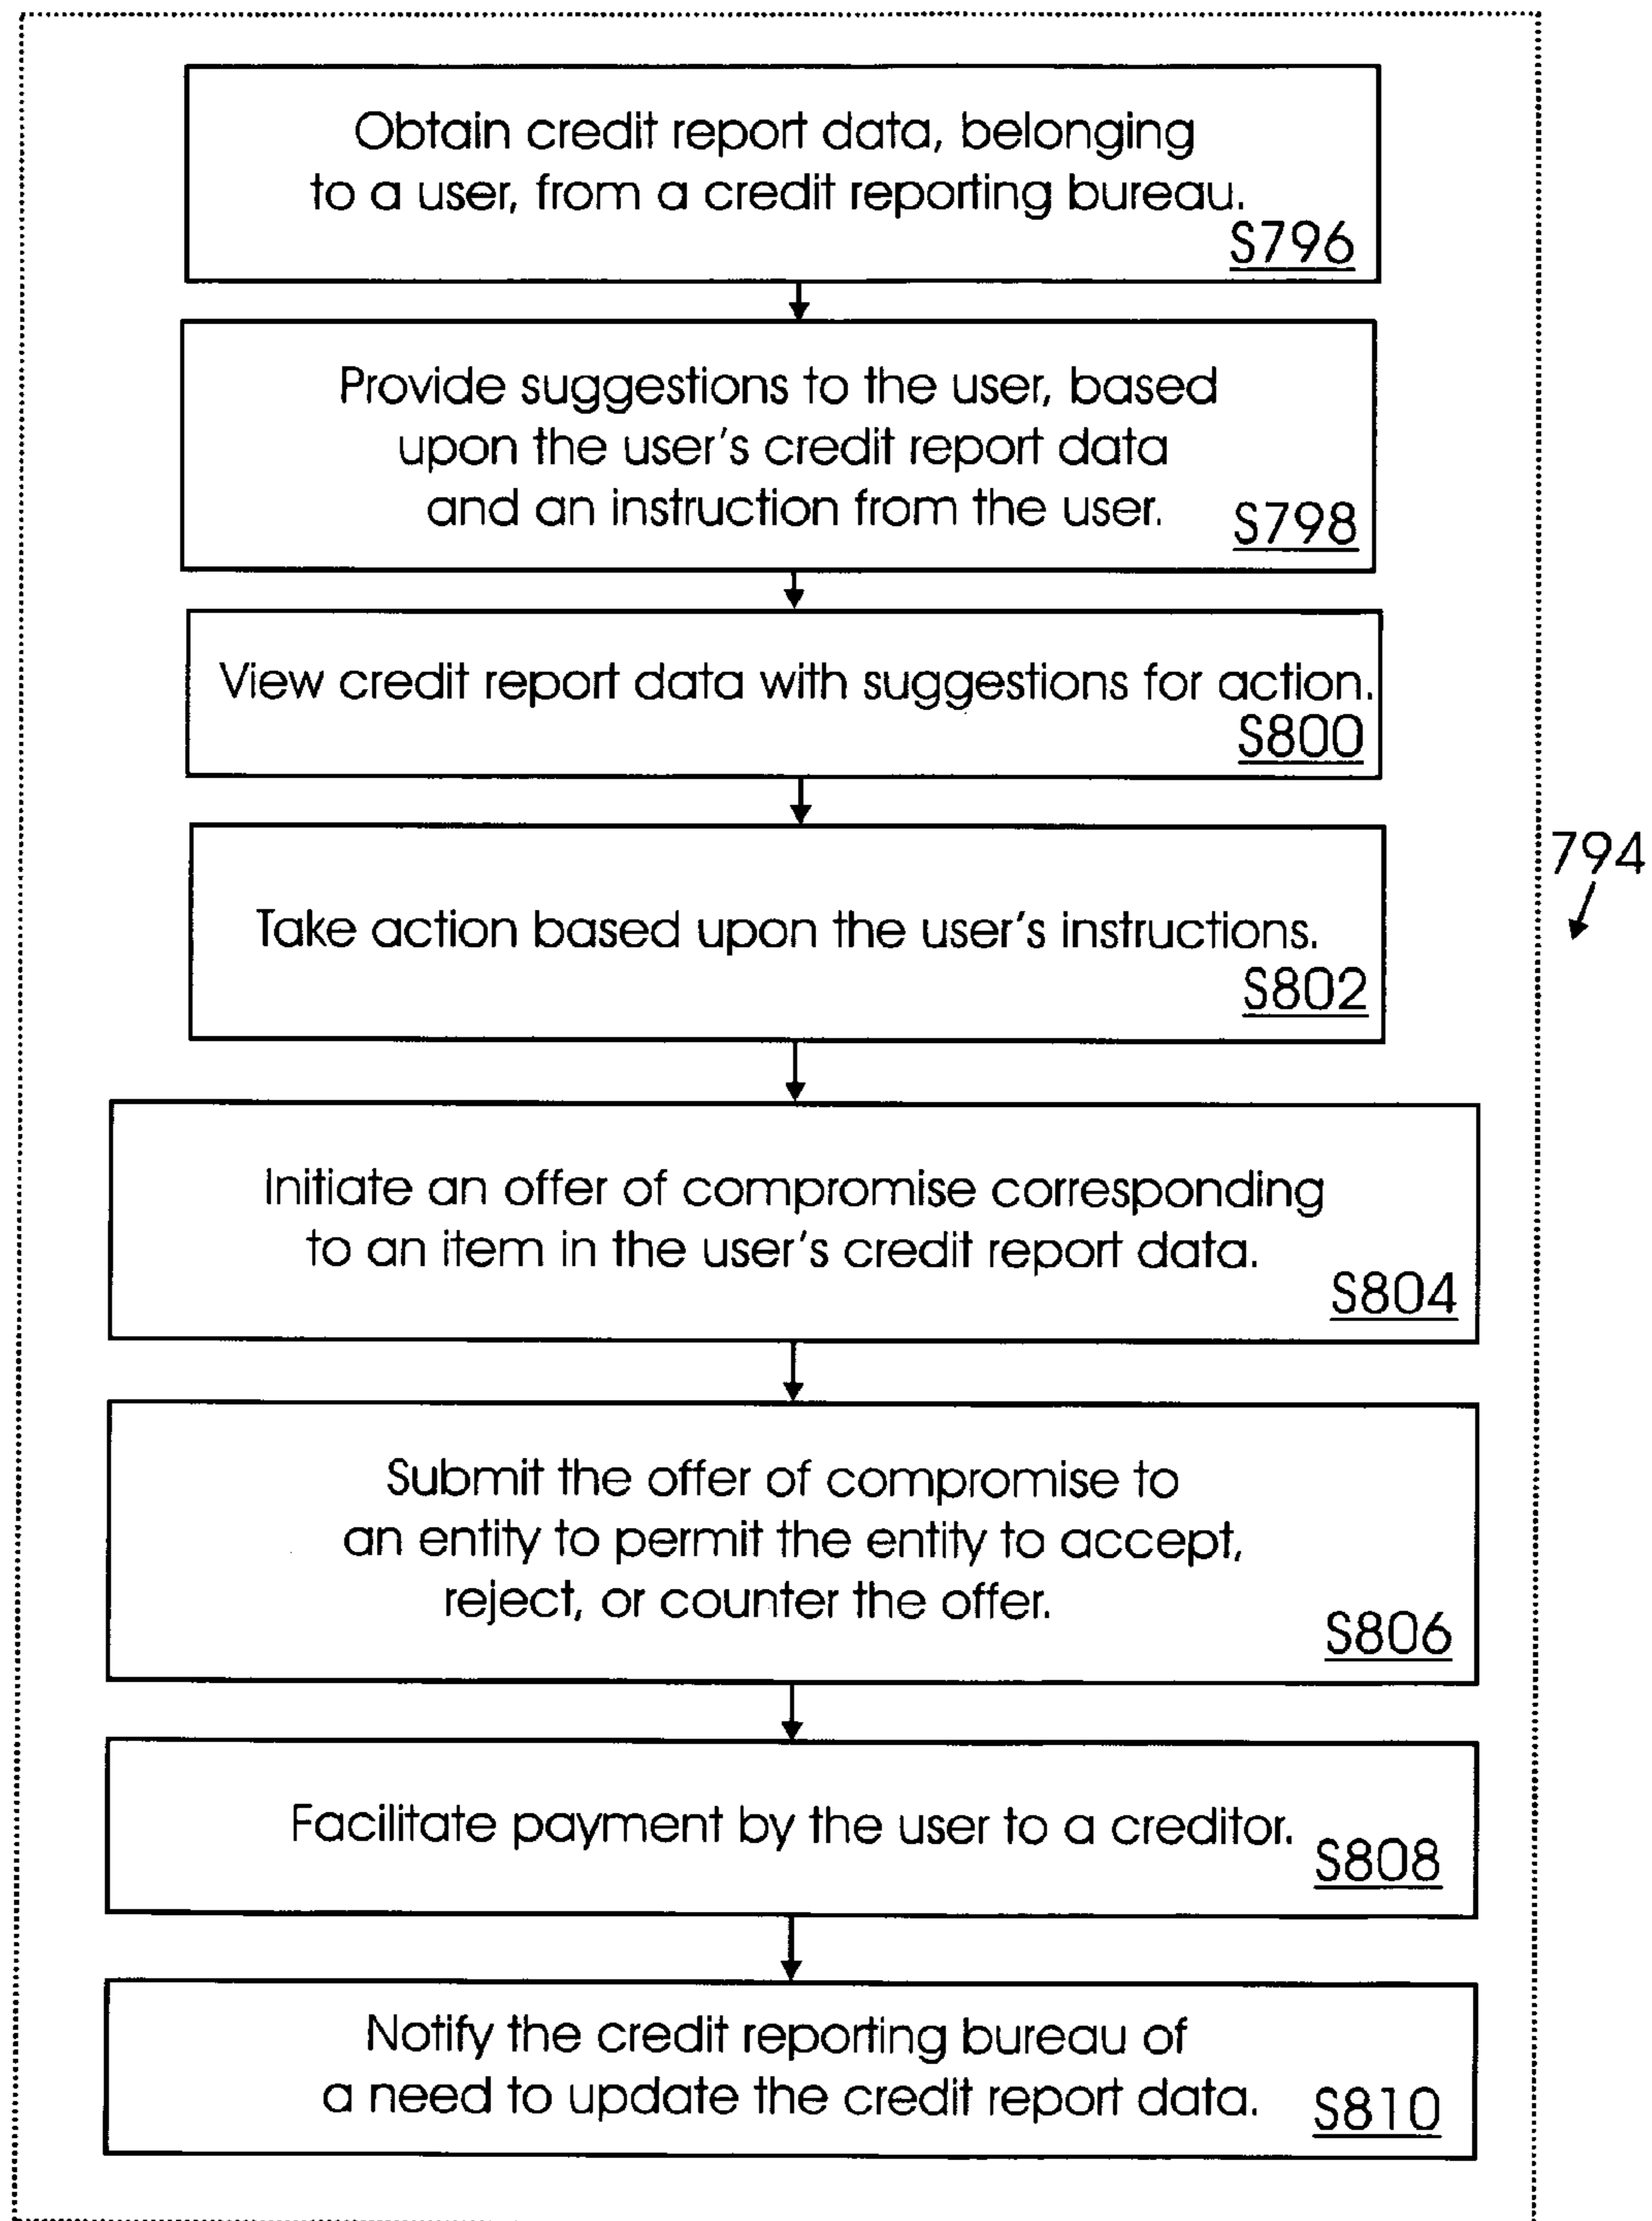 Obtain credit report data, belonging
to a user, from a credit reporting bureau.
S796
Provide suggestions to the user, based
upon the user's credit report data
and an instruction from the user.
S798
View credit report data with suggestions for action.
S800
794
Take action based upon the user's instructions.
S802
Initiate an offer of compromise corresponding
to an item in the user's credit report data.
S804
Submit the offer of compromise to
an entity to permit the entity to accept,
reject, or counter the offer.
S806
Facilitate payment by the user to a creditor.
S808
Notify the credit reporting bureau of
a need to update the credit report data.
S810